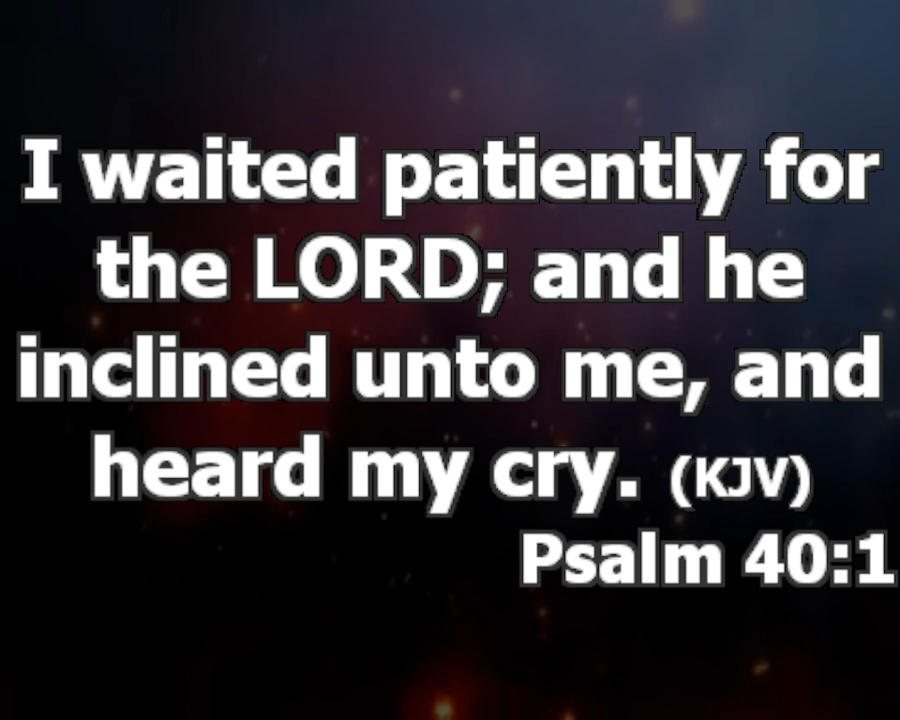 I waited patiently for
the LORD; and he
inclined unto me, and
heard my cry. (KJV)
Psalm 40:1